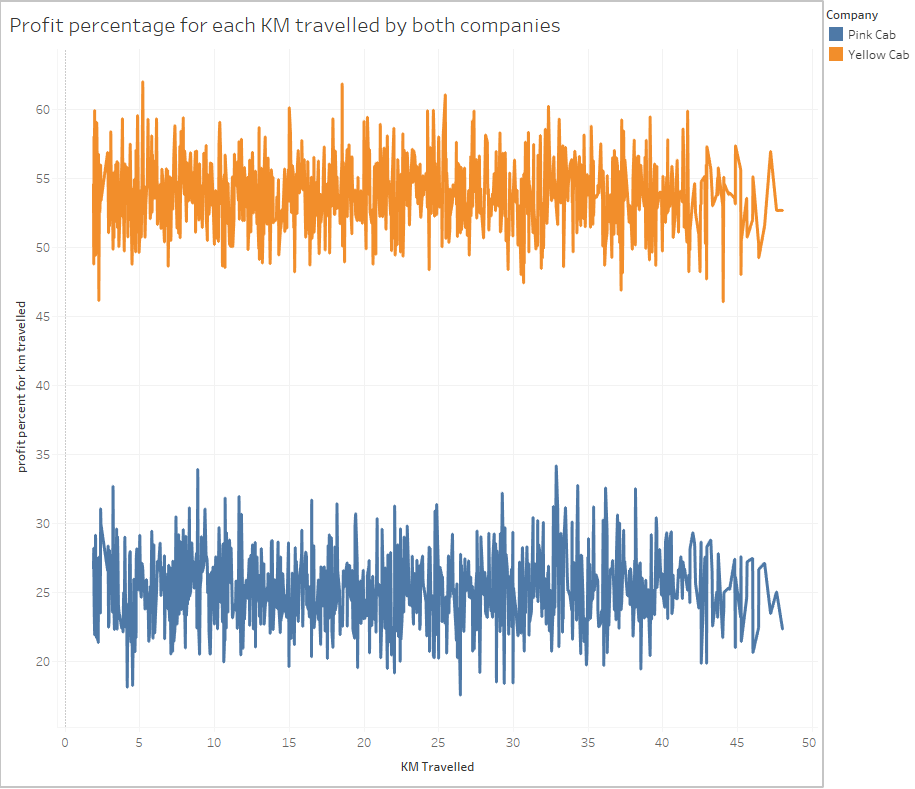 Profit percentage for each KM travelled by both companies
Company
Pink Cab
Yellow Cab
profit percent for km travelled
60
55
50
45
40
35
30
25
20
0 5 10 15 20 25 30 35 40 45 50
KM Travelled